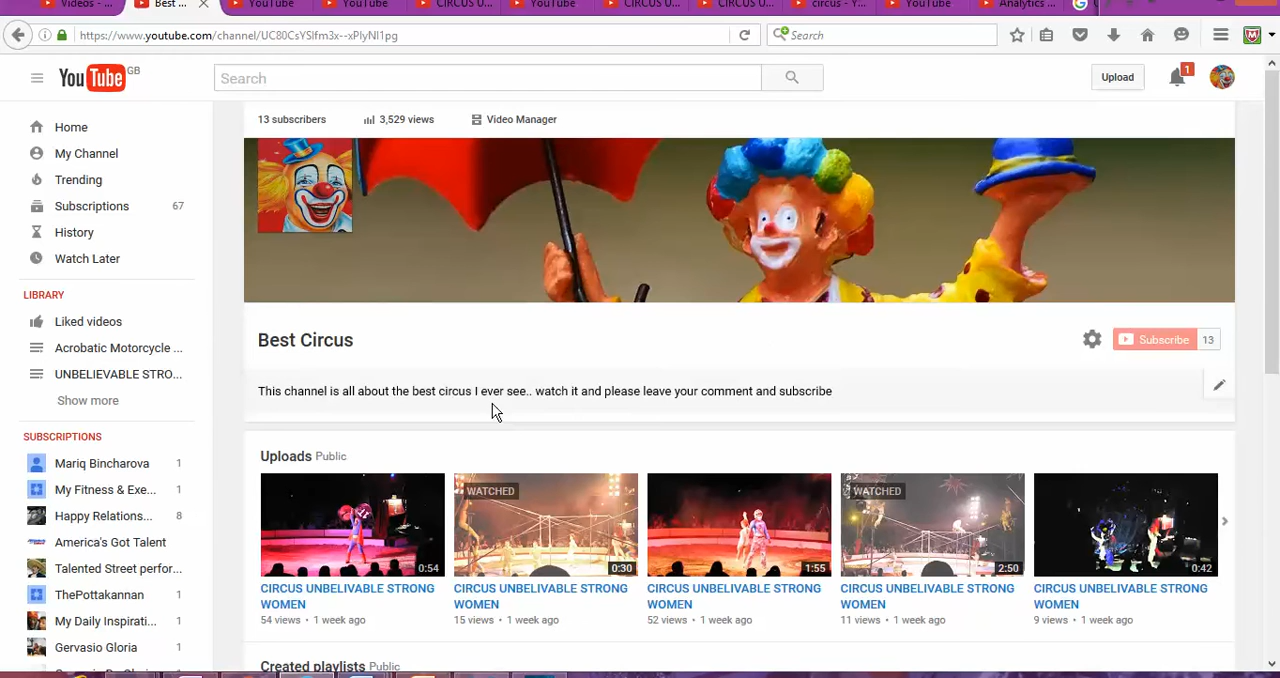 Videos - ...
Best ...
YouTube
YouTube
CIRCUS U...
YouTube
CIRCUS U...
CIRCUS U...
circus - Y...
YouTube
Analytics ...
https://www.youtube.com/channel/UC80CsYSlfm3x--xPlyNl1pg
Search
YouTube GB
Search
Upload
1
13 subscribers
3,529 views
Video Manager
Home
My Channel
Trending
Subscriptions 67
History
Watch Later
LIBRARY
Liked videos
Acrobatic Motorcycle ...
UNBELIEVABLE STRO...
Show more
SUBSCRIPTIONS
Mariq Bincharova 1
My Fitness & Exe... 1
Happy Relations... 8
America's Got Talent
Talented Street perfor...
ThePottakannan 1
My Daily Inspirati... 1
Gervasio Gloria 1
Best Circus
Subscribe 13
This channel is all about the best circus I ever see.. watch it and please leave your comment and subscribe
Uploads Public
0:54
WATCHED
0:30
1:55
WATCHED
2:50
0:42
CIRCUS UNBELIVABLE STRONG
WOMEN
54 views • 1 week ago
CIRCUS UNBELIVABLE STRONG
WOMEN
15 views • 1 week ago
CIRCUS UNBELIVABLE STRONG
WOMEN
52 views • 1 week ago
CIRCUS UNBELIVABLE STRONG
WOMEN
11 views • 1 week ago
CIRCUS UNBELIVABLE STRONG
WOMEN
9 views • 1 week ago
Created playlists Public